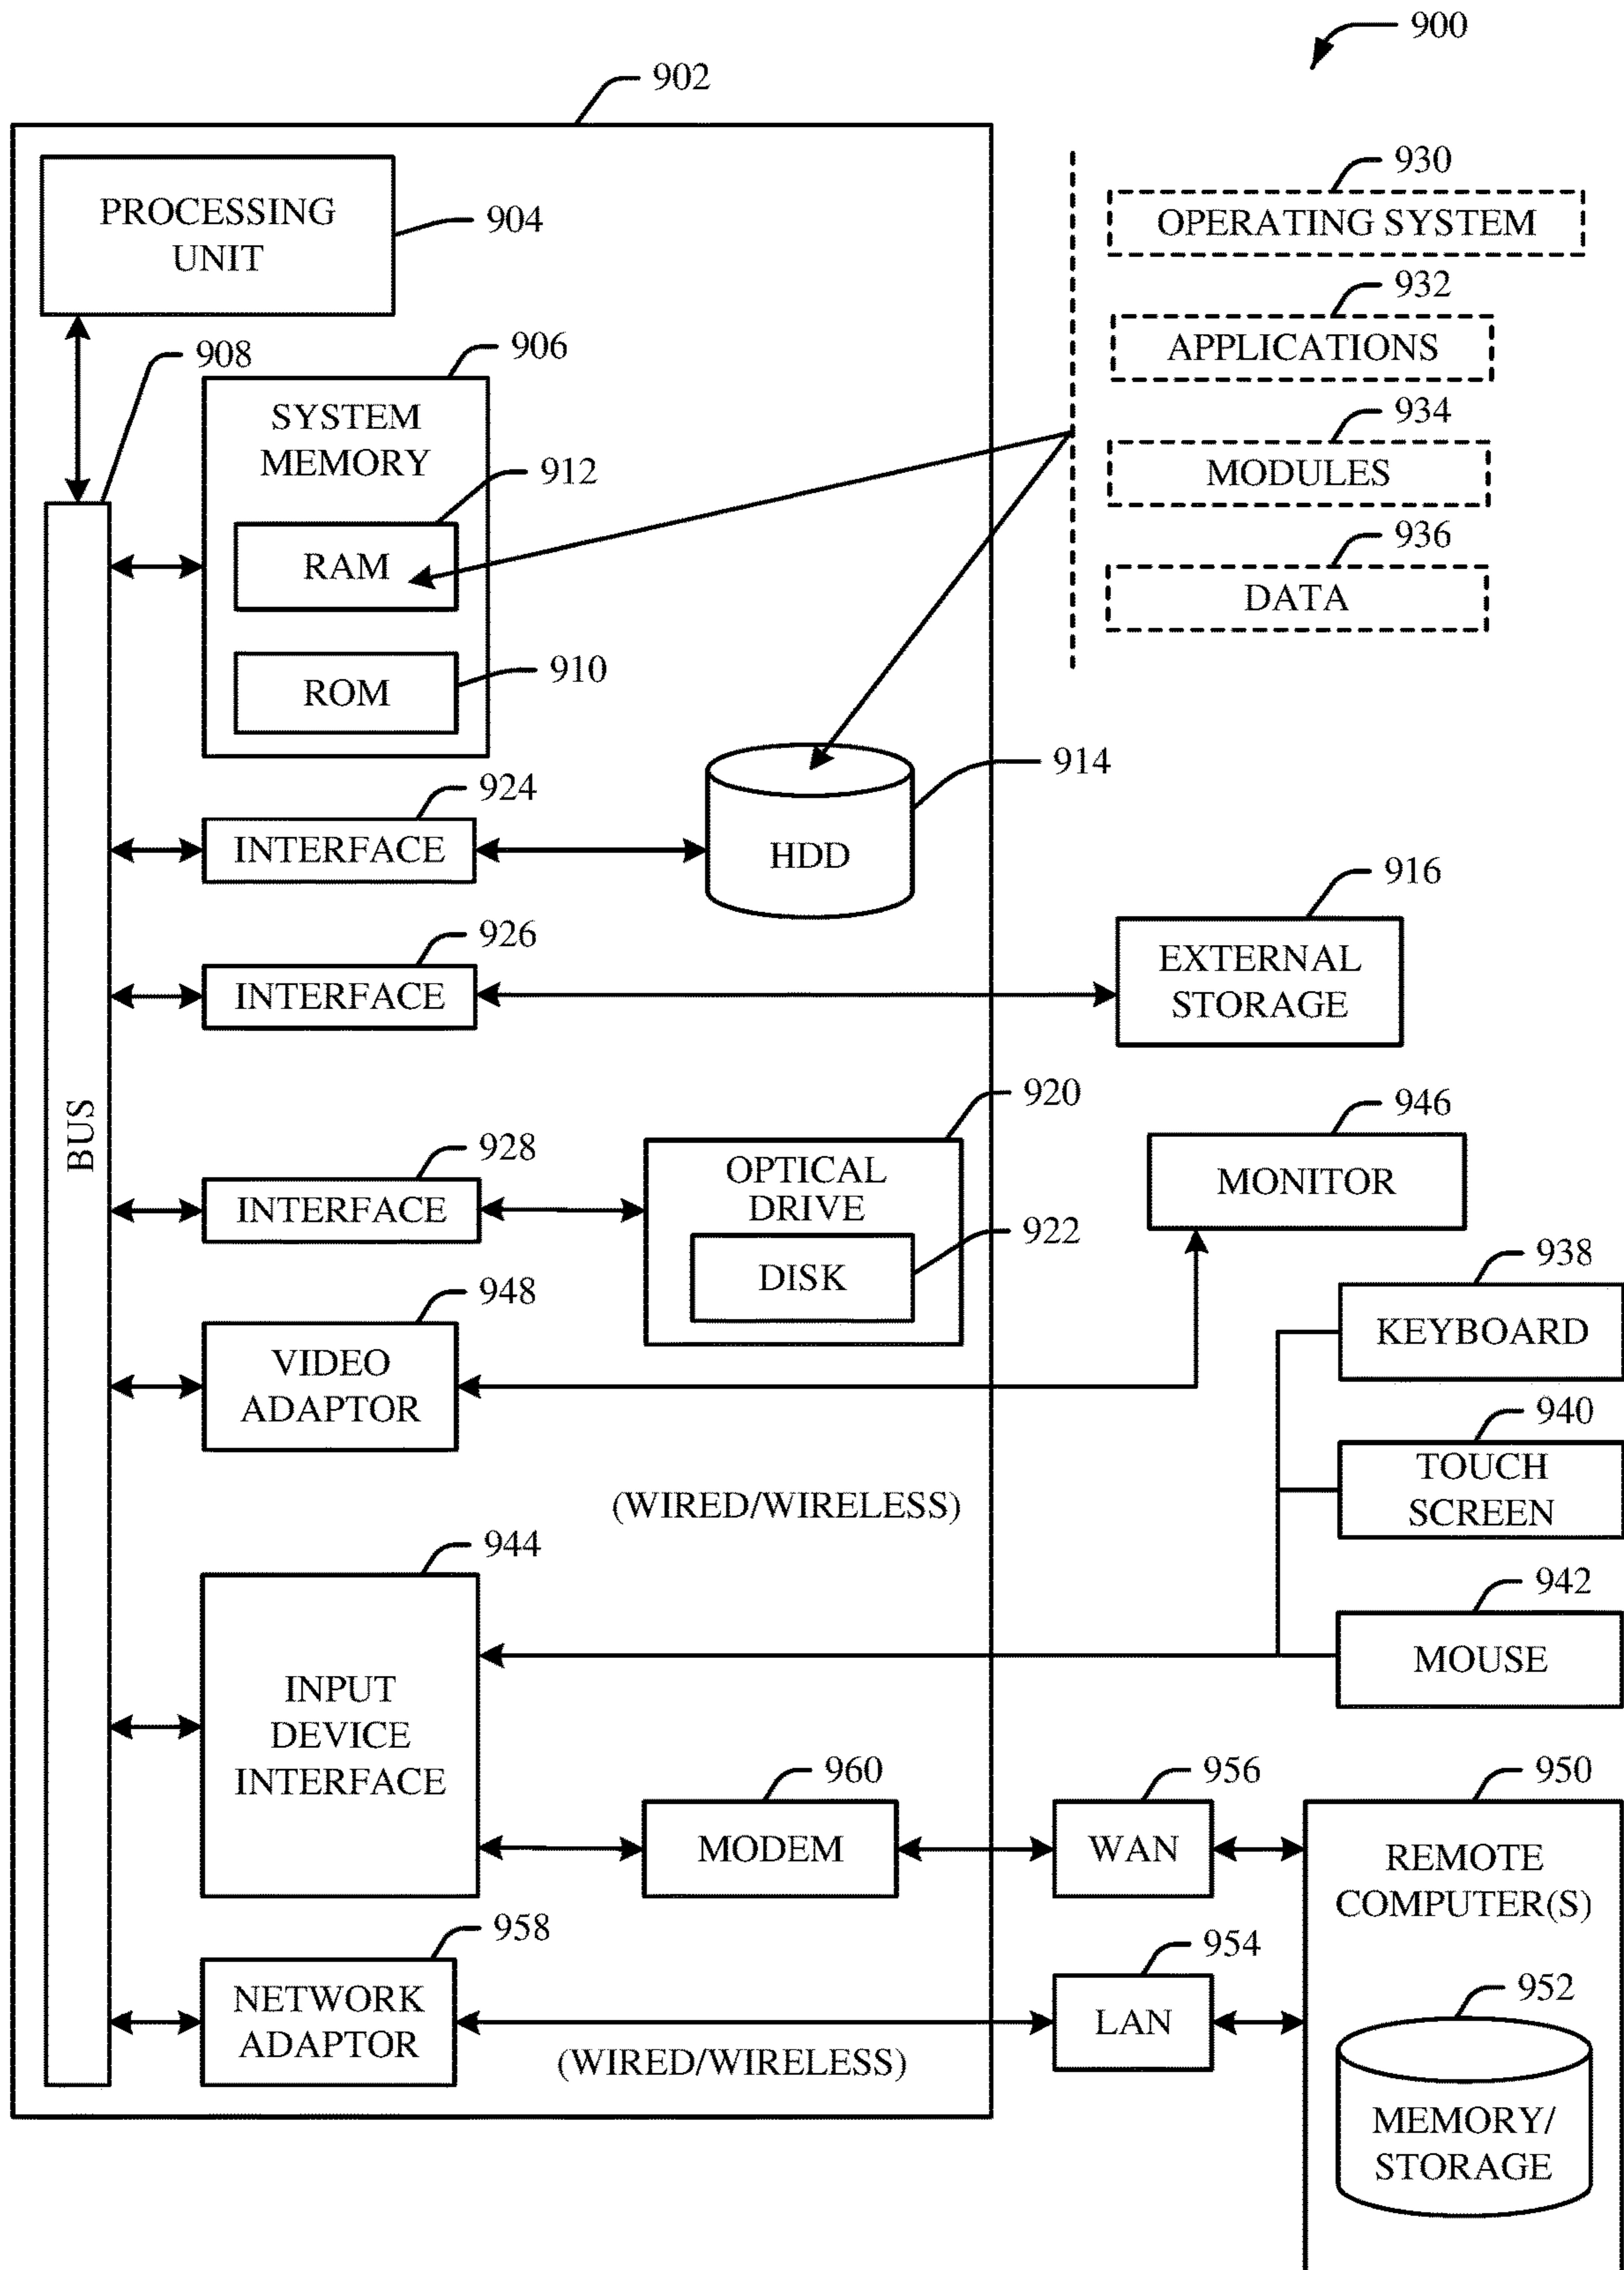 900
902
PROCESSING
UNIT
904
930
OPERATING SYSTEM
932
APPLICATIONS
934
MODULES
936
DATA
908
906
SYSTEM
MEMORY
912
RAM
910
ROM
BUS
924
INTERFACE
914
HDD
926
INTERFACE
916
EXTERNAL
STORAGE
928
INTERFACE
920
OPTICAL
DRIVE
922
DISK
946
MONITOR
948
VIDEO
ADAPTOR
938
KEYBOARD
940
TOUCH
SCREEN
(WIRED/WIRELESS)
942
MOUSE
944
INPUT
DEVICE
INTERFACE
960
MODEM
956
WAN
950
REMOTE
COMPUTER(S)
958
NETWORK
ADAPTOR
(WIRED/WIRELESS)
954
LAN
952
MEMORY/
STORAGE